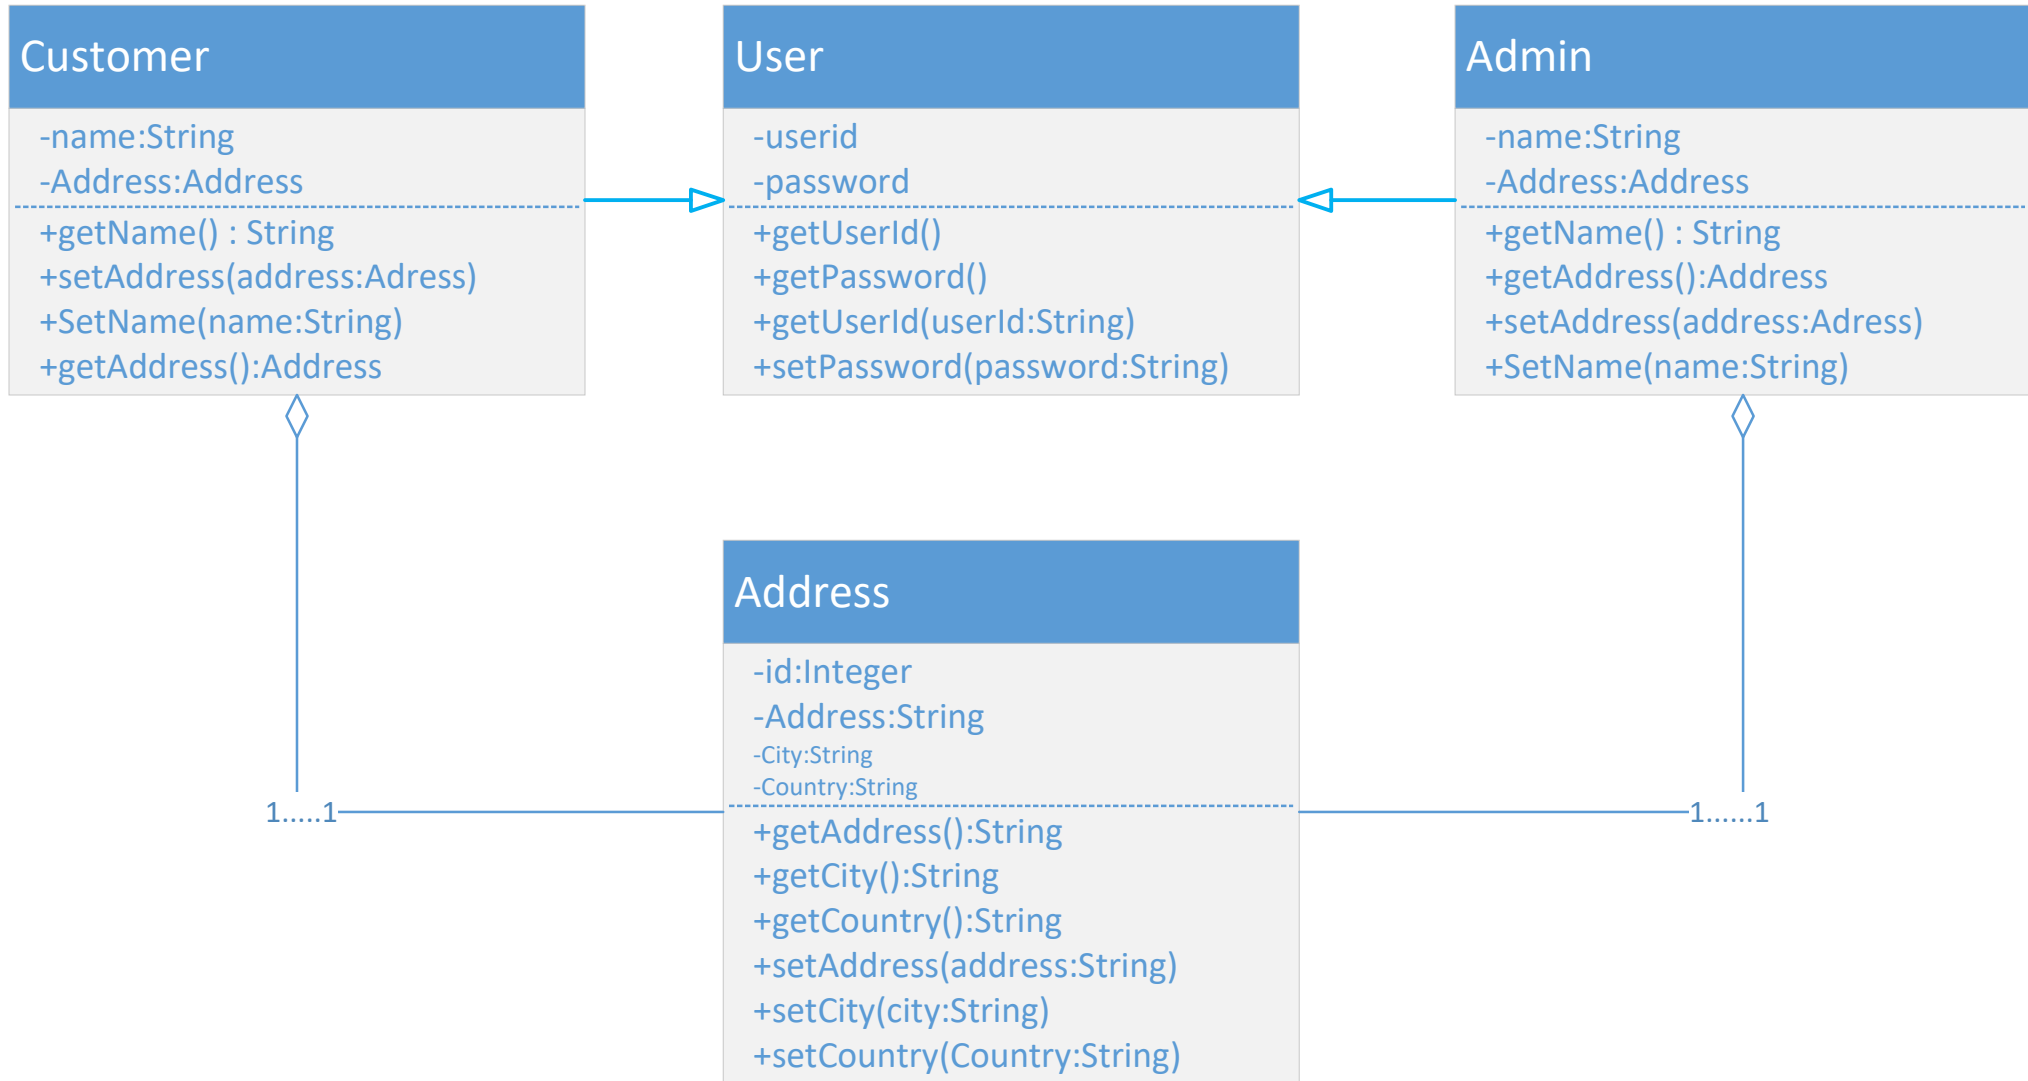 Customer
-name:String
-Address:Address
+getName() : String
+setAddress(address:Adress)
+SetName(name:String)
+getAddress():Address
User
-userid
-password
+getUserId()
+getPassword()
+getUserId(userId:String)
+setPassword(password:String)
Admin
-name:String
-Address:Address
+getName() : String
+getAddress():Address
+setAddress(address:Adress)
+SetName(name:String)
Address
-id:Integer
-Address:String
-City:String
-Country:String
+getAddress():String
+getCity():String
+getCountry():String
+setAddress(address:String)
+setCity(city:String)
+setCountry(Country:String)
1.....1
1......1